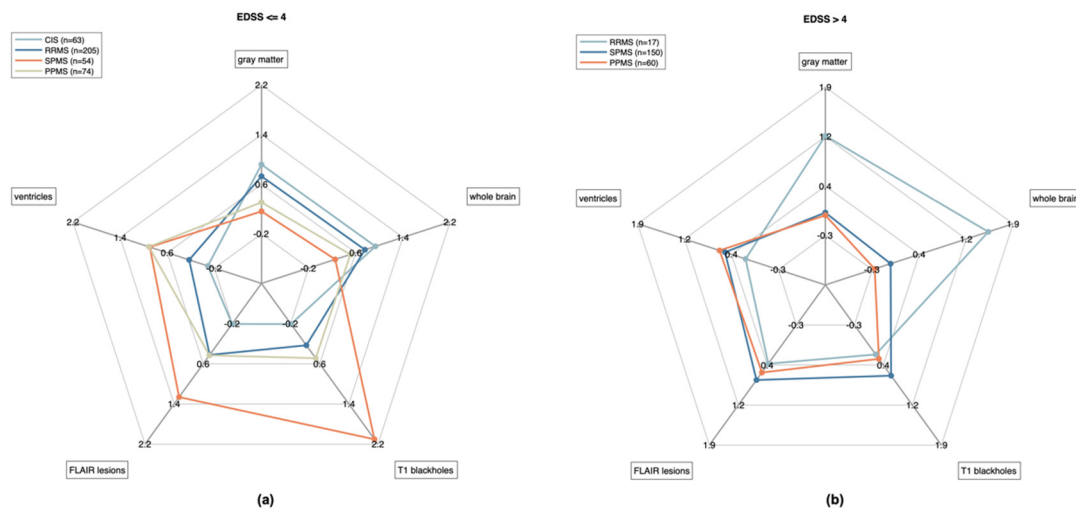 EDSS <= 4
CIS (n=63)
RRMS (n=205)
SPMS (n=54)
PPMS (n=74)
gray matter
2.2
1.4
0.6
-0.2
whole brain
2.2
1.4
0.6
-0.2
ventricles
2.2
1.4
0.6
-0.2
-0.2
0.6
1.4
2.2
FLAIR lesions
-0.2
0.6
1.4
2.2
T1 blackholes
(a)
EDSS > 4
RRMS (n=17)
SPMS (n=150)
PPMS (n=60)
gray matter
1.9
1.2
0.4
-0.3
whole brain
1.9
1.2
0.4
-0.3
ventricles
1.9
1.2
0.4
-0.3
-0.3
0.4
1.2
1.9
FLAIR lesions
-0.3
0.4
1.2
1.9
T1 blackholes
(b)